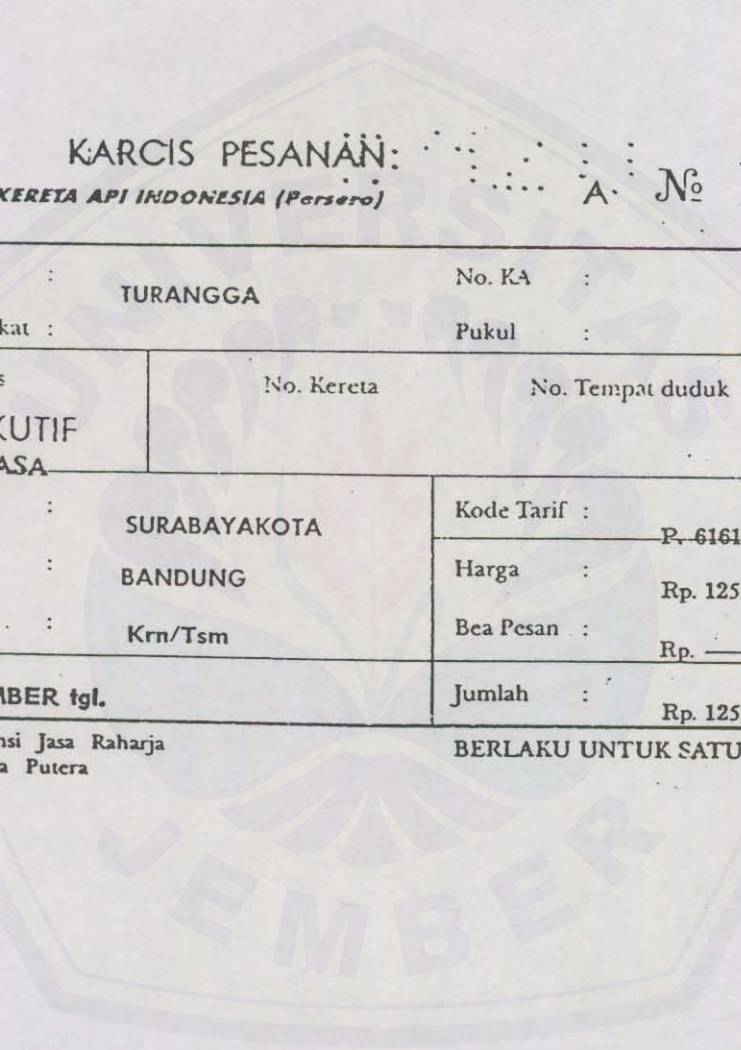 KARCIS PESANAN:
A No
KERETA API INDONESIA (Persero)
: TURANGGA No. KA :
kat : Pukul :
s No. Kereta No. Tempat duduk
KUTIF
ASA
: SURABAYAKOTA Kode Tarif : P. 6161
: BANDUNG Harga : Rp. 125
. : Krn/Tsm Bea Pesan : Rp. —
MBER tgl. Jumlah : Rp. 125
nsi Jasa Raharja BERLAKU UNTUK SATU
a Putera
UNIVERSITAS
JEMBER